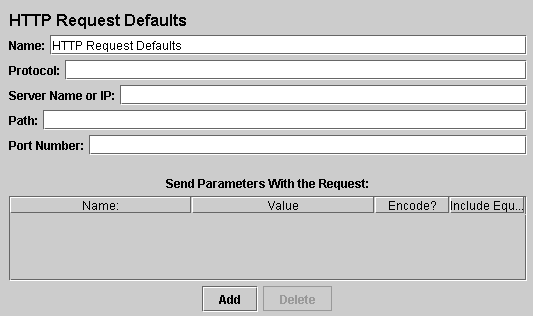 HTTP Request Defaults
Name: HTTP Request Defaults
Protocol:
Server Name or IP:
Path:
Port Number:
Send Parameters With the Request:
Name: Value Encode? Include Equ...
Add Delete